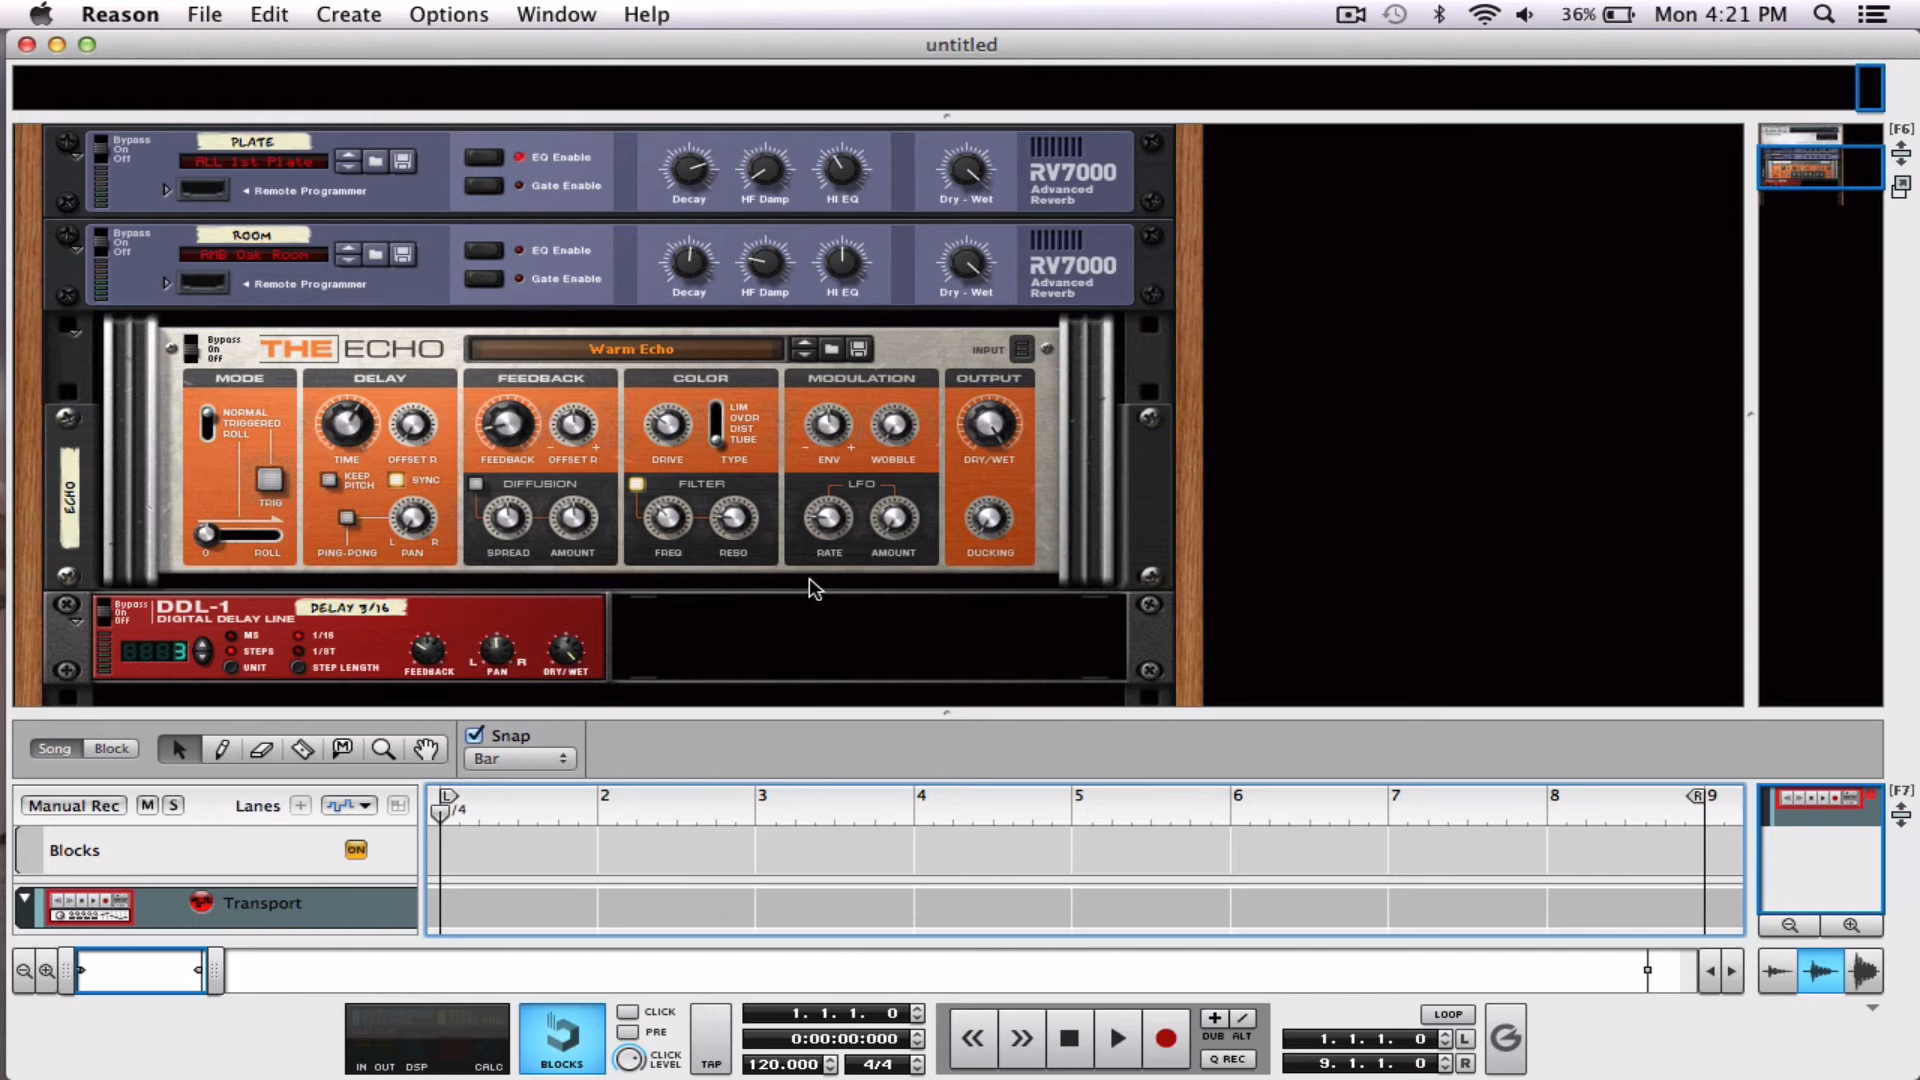 Reason File Edit Create Options Window Help 36% Mon 4:21 PM
untitled
[F6]
Bypass On Off
PLATE
ALL 1st Plate
Remote Programmer
EQ Enable
Gate Enable
Decay HF Damp HI EQ Dry - Wet
RV7000
Advanced
Reverb
Bypass On Off
ROOM
AMB Oak Room
Remote Programmer
EQ Enable
Gate Enable
Decay HF Damp HI EQ Dry - Wet
RV7000
Advanced
Reverb
Bypass On Off
THE ECHO
Warm Echo
INPUT
ECHO
MODE DELAY FEEDBACK COLOR MODULATION OUTPUT
NORMAL
TRIGGERED
ROLL
TRIG
0 ROLL
TIME OFFSET R
KEEP PITCH SYNC
PING-PONG L PAN R
FEEDBACK - OFFSET R +
DIFFUSION
SPREAD AMOUNT
LIM
OVDR
DIST
TUBE
DRIVE TYPE
FILTER
FREQ RESO
- ENV + WOBBLE
LFO
RATE AMOUNT
DRY/WET
DUCKING
Bypass On Off
DDL-1
DIGITAL DELAY LINE
DELAY 3/16
3
MS 1/16
STEPS 1/8T
UNIT STEP LENGTH
FEEDBACK L PAN R DRY/WET
Song Block
Snap
Bar
Manual Rec M S Lanes
L /4 2 3 4 5 6 7 8 R 9
[F7]
Blocks ON
Transport
IN OUT DSP CALC
BLOCKS
CLICK
PRE
CLICK LEVEL
TAP
1. 1. 1. 0
0:00:00:000
120.000 4/4
DUB ALT
Q REC
LOOP
1. 1. 1. 0 L
9. 1. 1. 0 R